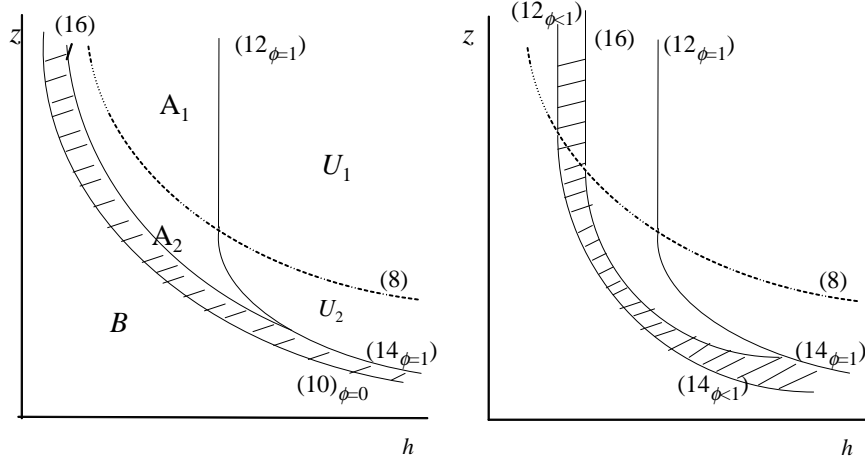 z
(16)
(12ϕ=1)
A1
U1
A2
(8)
U2
B
(14ϕ=1)
(10)ϕ=0
h
(12ϕ<1)
z
(16)
(12ϕ=1)
(8)
(14ϕ=1)
(14ϕ<1)
h